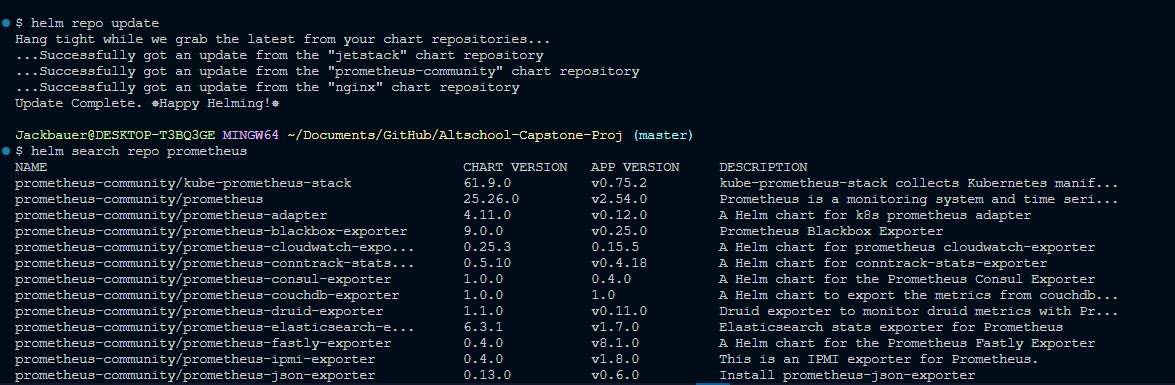 $ helm repo update
Hang tight while we grab the latest from your chart repositories...
...Successfully got an update from the "jetstack" chart repository
...Successfully got an update from the "prometheus-community" chart repository
...Successfully got an update from the "nginx" chart repository
Update Complete. ⎈Happy Helming!⎈
Jackbauer@DESKTOP-T3BQ3GE MINGW64 ~/Documents/GitHub/Altschool-Capstone-Proj (master)
$ helm search repo prometheus
NAME CHART VERSION APP VERSION DESCRIPTION
prometheus-community/kube-prometheus-stack 61.9.0 v0.75.2 kube-prometheus-stack collects Kubernetes manif...
prometheus-community/prometheus 25.26.0 v2.54.0 Prometheus is a monitoring system and time seri...
prometheus-community/prometheus-adapter 4.11.0 v0.12.0 A Helm chart for k8s prometheus adapter
prometheus-community/prometheus-blackbox-exporter 9.0.0 v0.25.0 Prometheus Blackbox Exporter
prometheus-community/prometheus-cloudwatch-expo... 0.25.3 0.15.5 A Helm chart for prometheus cloudwatch-exporter
prometheus-community/prometheus-conntrack-stats... 0.5.10 v0.4.18 A Helm chart for conntrack-stats-exporter
prometheus-community/prometheus-consul-exporter 1.0.0 0.4.0 A Helm chart for the Prometheus Consul Exporter
prometheus-community/prometheus-couchdb-exporter 1.0.0 1.0 A Helm chart to export the metrics from couchdb...
prometheus-community/prometheus-druid-exporter 1.1.0 v0.11.0 Druid exporter to monitor druid metrics with Pr...
prometheus-community/prometheus-elasticsearch-e... 6.3.1 v1.7.0 Elasticsearch stats exporter for Prometheus
prometheus-community/prometheus-fastly-exporter 0.4.0 v8.1.0 A Helm chart for the Prometheus Fastly Exporter
prometheus-community/prometheus-ipmi-exporter 0.4.0 v1.8.0 This is an IPMI exporter for Prometheus.
prometheus-community/prometheus-json-exporter 0.13.0 v0.6.0 Install prometheus-json-exporter